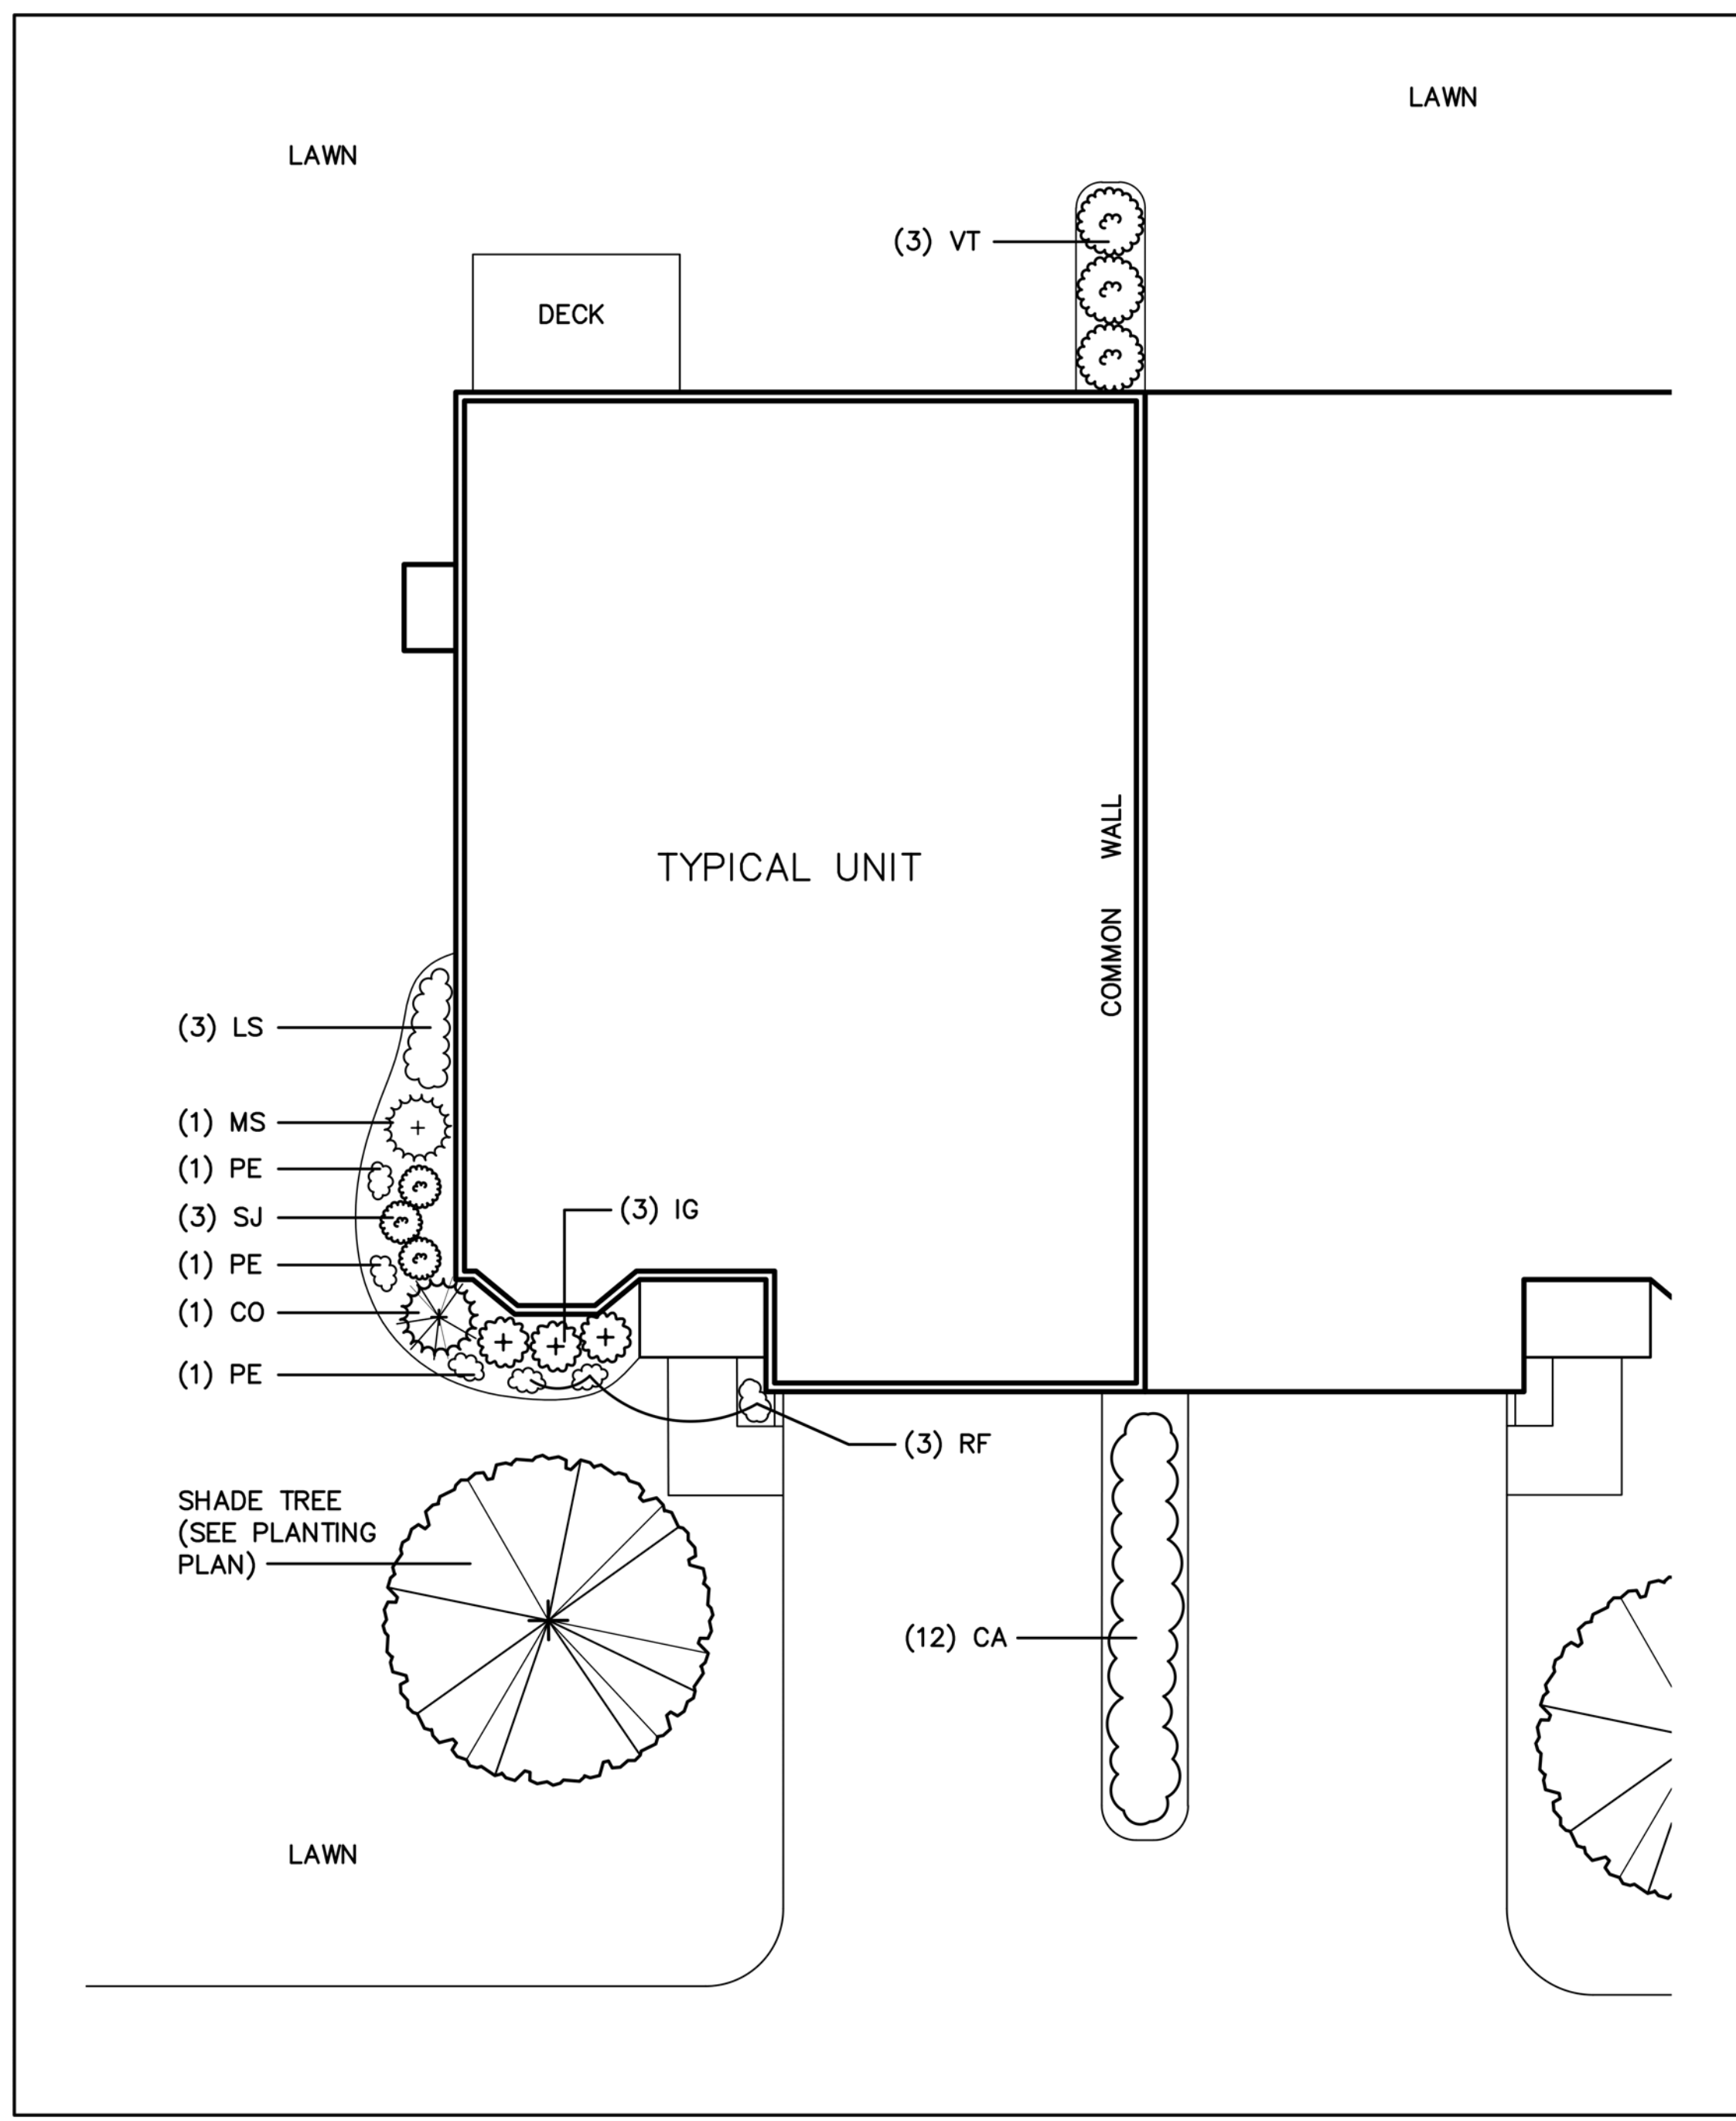 LAWN
LAWN
(3) VT
DECK
TYPICAL UNIT
COMMON WALL
(3) LS
(1) MS
(1) PE
(3) SJ
(3) IG
(1) PE
(1) CO
(1) PE
(3) RF
SHADE TREE
(SEE PLANTING
PLAN)
(12) CA
LAWN